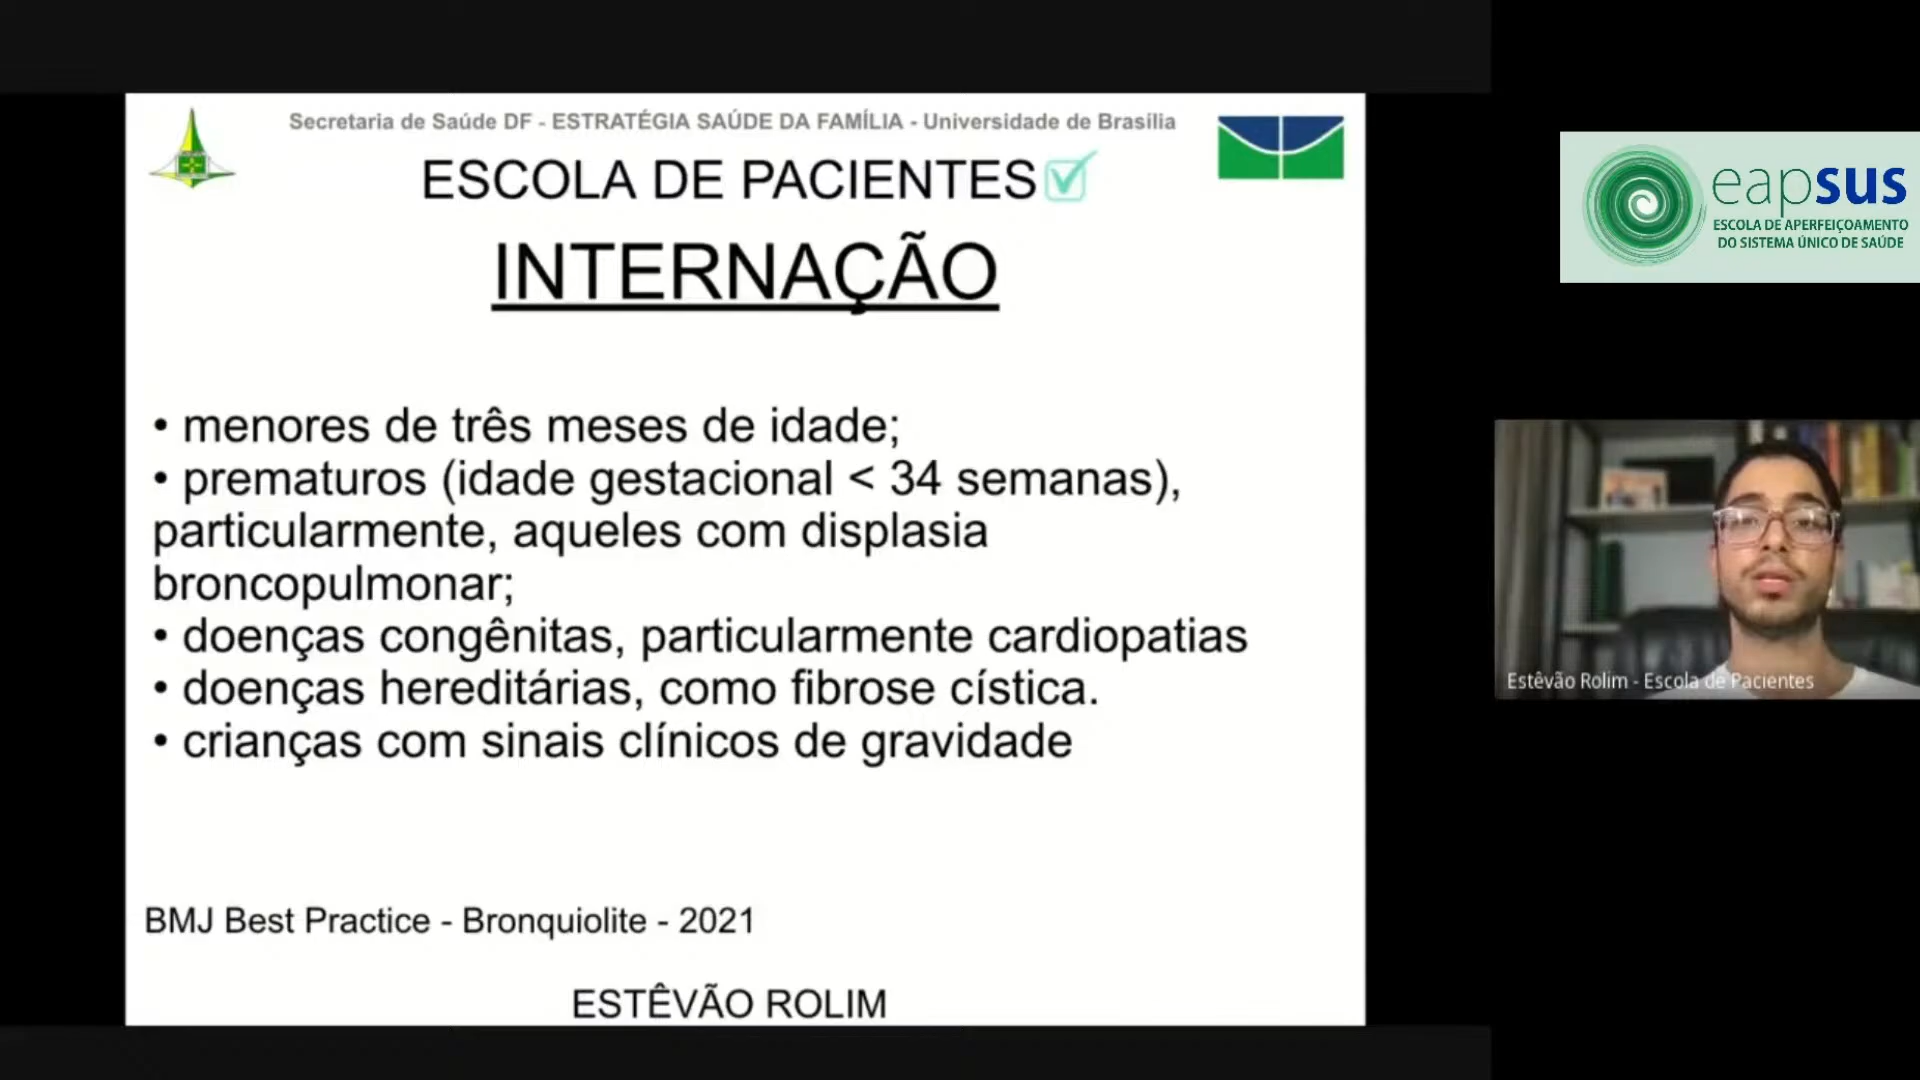 Secretaria de Saúde DF - ESTRATÉGIA SAÚDE DA FAMÍLIA - Universidade de Brasília
ESCOLA DE PACIENTES
INTERNAÇÃO
• menores de três meses de idade;
• prematuros (idade gestacional < 34 semanas),
particularmente, aqueles com displasia
broncopulmonar;
• doenças congênitas, particularmente cardiopatias
• doenças hereditárias, como fibrose cística.
• crianças com sinais clínicos de gravidade
BMJ Best Practice - Bronquiolite - 2021
ESTÊVÃO ROLIM
eapsus
ESCOLA DE APERFEIÇOAMENTO
DO SISTEMA ÚNICO DE SAÚDE
Estêvão Rolim - Escola de Pacientes